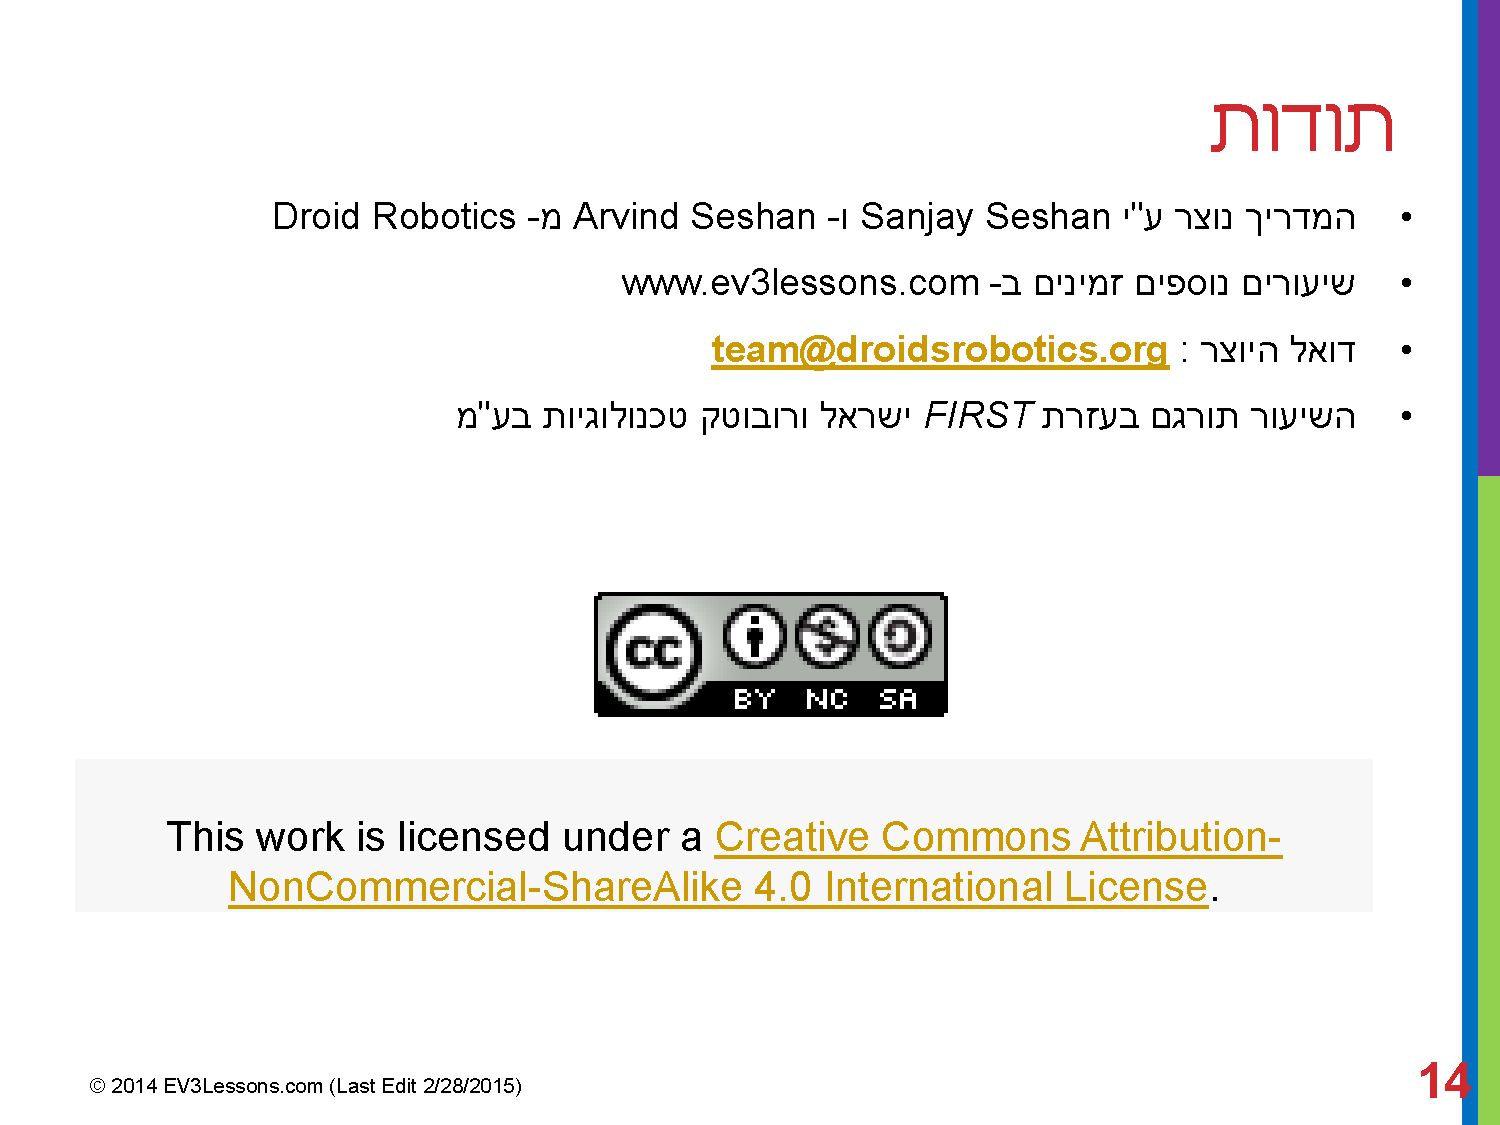 תודות
• המדריך נוצר ע"י Sanjay Seshan ו- Arvind Seshan מ- Droid Robotics
• שיעורים נוספים זמינים ב- www.ev3lessons.com
• דואל היוצר : team@droidsrobotics.org
• השיעור תורגם בעזרת FIRST ישראל ורובוטק טכנולוגיות בע"מ
cc BY NC SA
This work is licensed under a Creative Commons Attribution-
NonCommercial-ShareAlike 4.0 International License.
© 2014 EV3Lessons.com (Last Edit 2/28/2015)
14